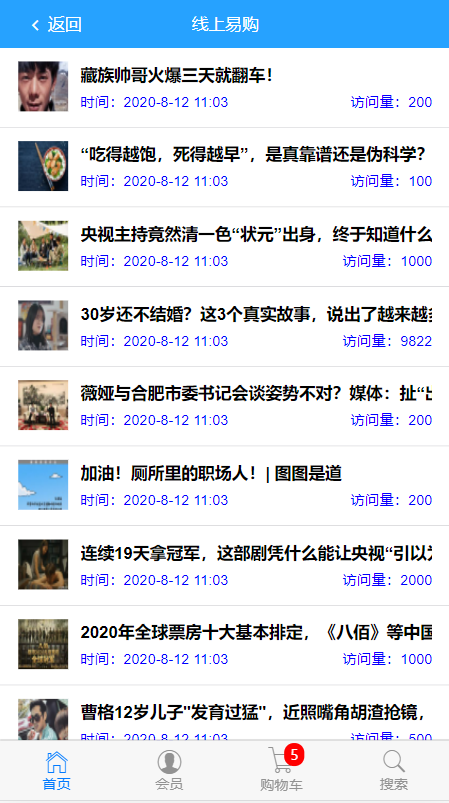 返回 线上易购
藏族帅哥火爆三天就翻车！
时间：2020-8-12 11:03 访问量：200
“吃得越饱，死得越早”，是真靠谱还是伪科学？
时间：2020-8-12 11:03 访问量：100
央视主持竟然清一色“状元”出身，终于知道什么
时间：2020-8-12 11:03 访问量：1000
30岁还不结婚？这3个真实故事，说出了越来越多
时间：2020-8-12 11:03 访问量：9822
薇娅与合肥市委书记会谈姿势不对？媒体：扯“出
时间：2020-8-12 11:03 访问量：200
加油！厕所里的职场人！| 图图是道
时间：2020-8-12 11:03 访问量：200
连续19天拿冠军，这部剧凭什么能让央视“引以为
时间：2020-8-12 11:03 访问量：2000
2020年全球票房十大基本排定，《八佰》等中国
时间：2020-8-12 11:03 访问量：1000
曹格12岁儿子"发育过猛"，近照嘴角胡渣抢镜，
时间：2020-8-12 11:03 访问量：500
5
首页 会员 购物车 搜索